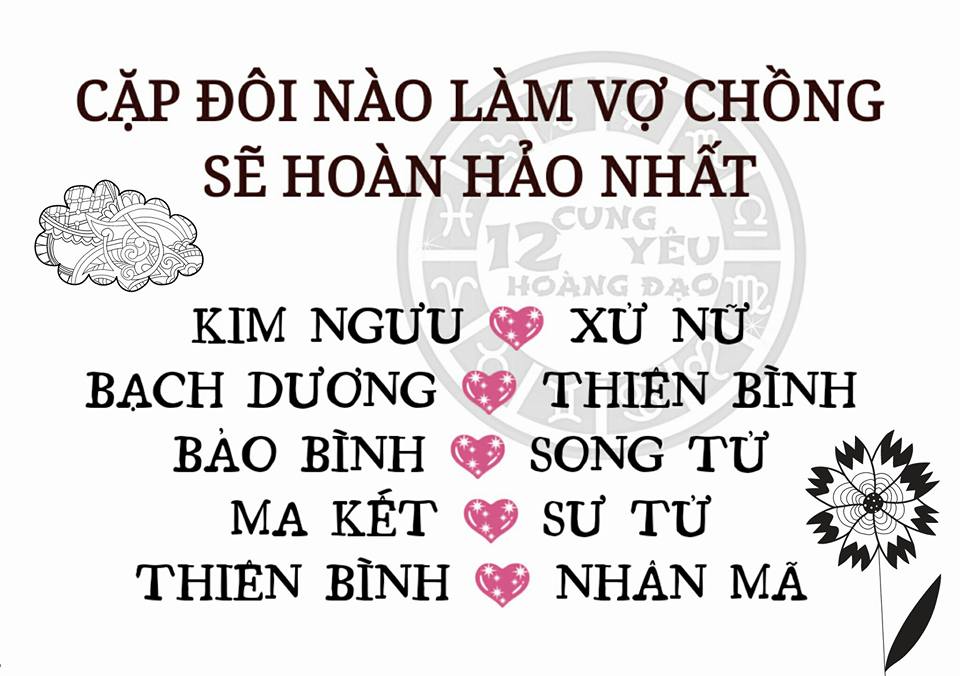 CẶP ĐÔI NÀO LÀM VỢ CHỒNG
SẼ HOÀN HẢO NHẤT
12 CUNG
YÊU
HOÀNG ĐẠO
KIM NGƯU XỬ NỮ
BẠCH DƯƠNG THIÊN BÌNH
BẢO BÌNH SONG TỬ
MA KẾT SƯ TỬ
THIÊN BÌNH NHÂN MÃ